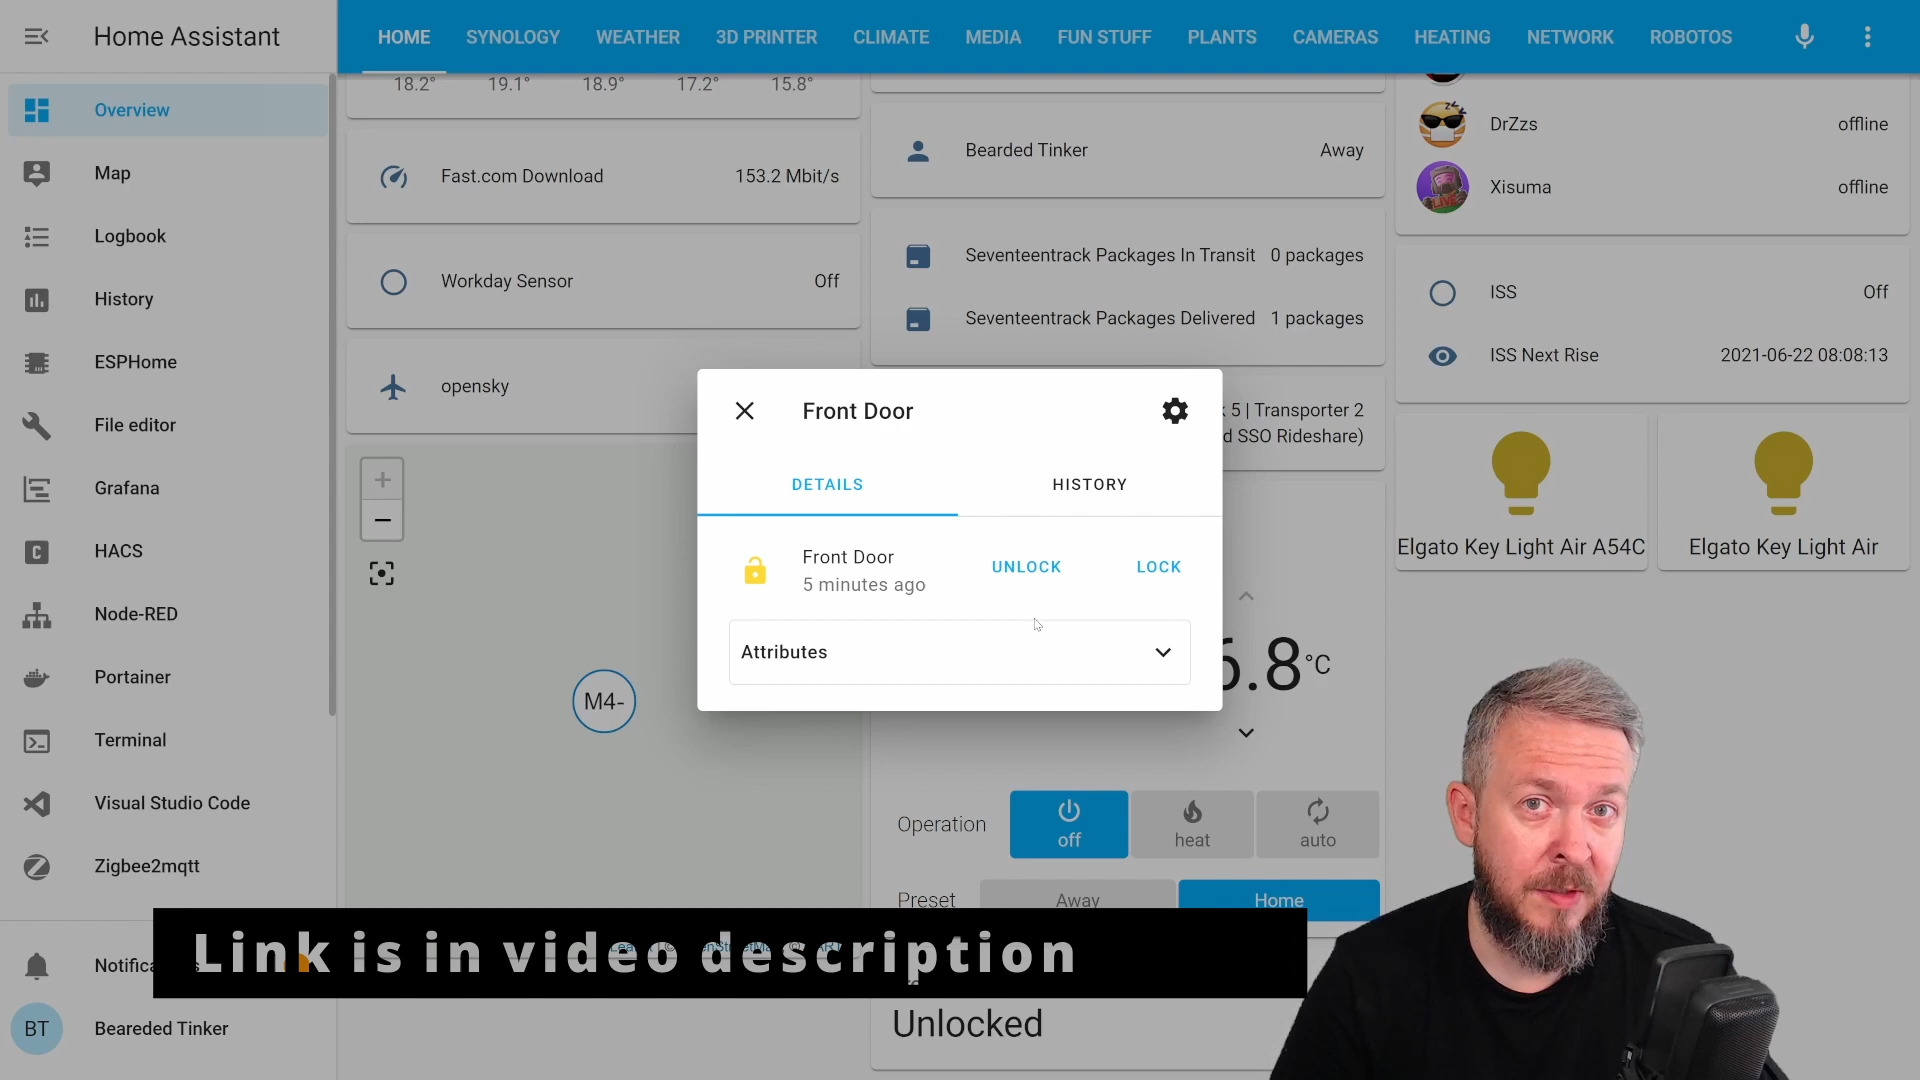 Home Assistant
Overview
Map
Logbook
History
ESPHome
File editor
Grafana
HACS
Node-RED
Portainer
Terminal
Visual Studio Code
Zigbee2mqtt
BT
Beareded Tinker
HOME
SYNOLOGY
WEATHER
3D PRINTER
CLIMATE
MEDIA
FUN STUFF
PLANTS
CAMERAS
HEATING
NETWORK
ROBOTOS
18.2° 19.1° 18.9° 17.2° 15.8°
Fast.com Download 153.2 Mbit/s
Workday Sensor Off
opensky
M4-
Bearded Tinker Away
Seventeentrack Packages In Transit 0 packages
Seventeentrack Packages Delivered 1 packages
5 | Transporter 2
SSO Rideshare)
Front Door
DETAILS
HISTORY
Front Door
5 minutes ago
UNLOCK
LOCK
Attributes
6.8 °C
Operation
off
heat
auto
Preset
Away
Home
Unlocked
DrZzs offline
LIVE
Xisuma offline
ISS Off
ISS Next Rise 2021-06-22 08:08:13
Elgato Key Light Air A54C
Elgato Key Light Air
Link is in video description